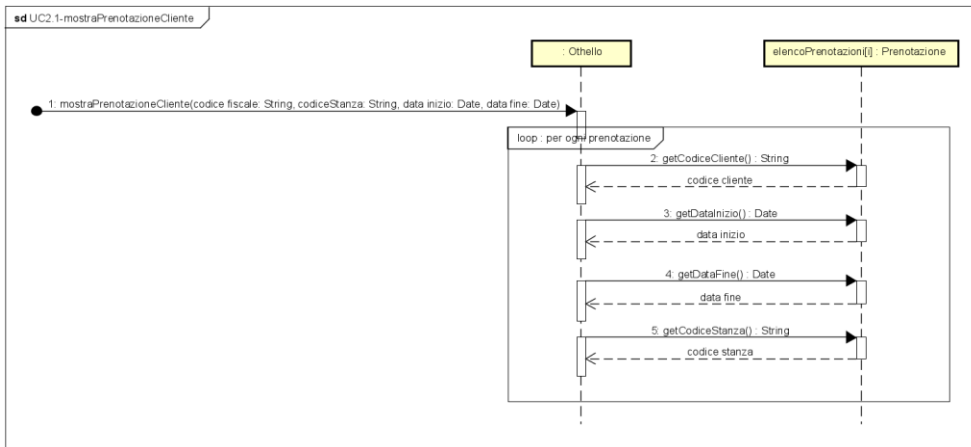 sd UC2.1-mostraPrenotazioneCliente
: Othello
elencoPrenotazioni[i] : Prenotazione
1: mostraPrenotazioneCliente(codice fiscale: String, codiceStanza: String, data inizio: Date, data fine: Date)
loop : per ogni prenotazione
2: getCodiceCliente() : String
codice cliente
3: getDataInizio() : Date
data inizio
4: getDataFine() : Date
data fine
5: getCodiceStanza() : String
codice stanza